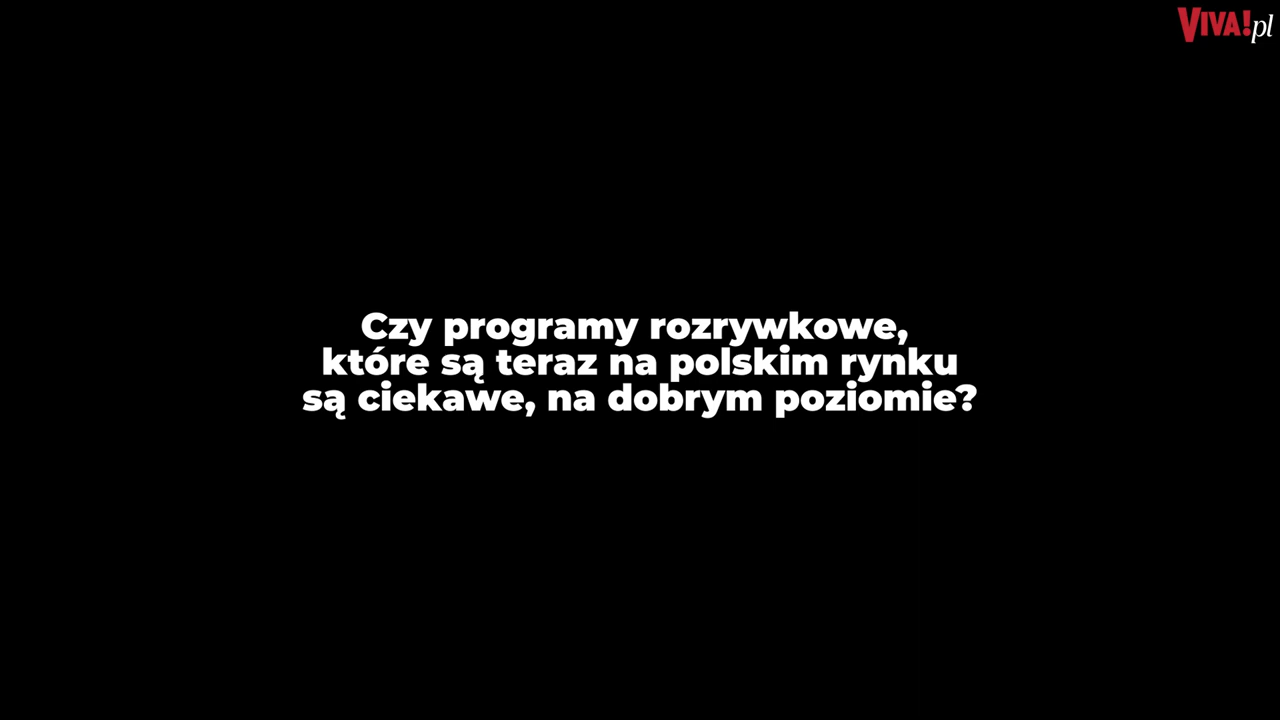 VIVA!pl
Czy programy rozrywkowe,
które są teraz na polskim rynku
są ciekawe, na dobrym poziomie?